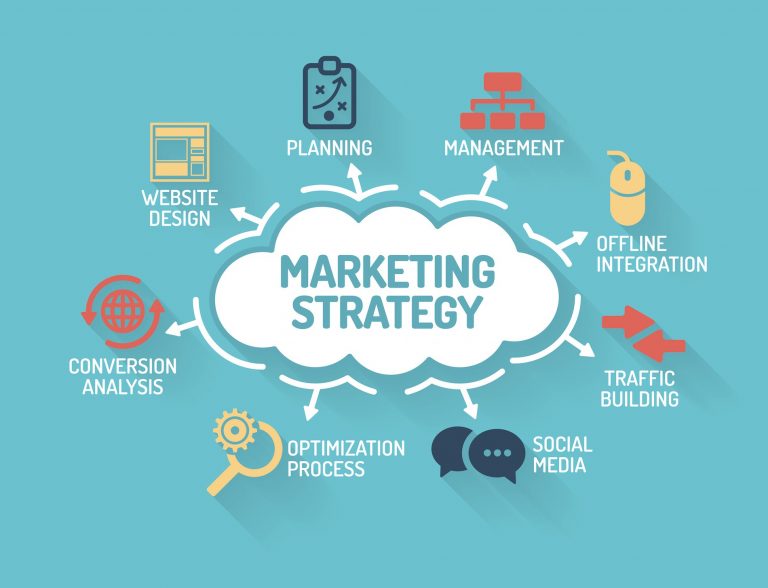 PLANNING
MANAGEMENT
WEBSITE
DESIGN
OFFLINE
INTEGRATION
MARKETING
STRATEGY
CONVERSION
ANALYSIS
TRAFFIC
BUILDING
OPTIMIZATION
PROCESS
SOCIAL
MEDIA